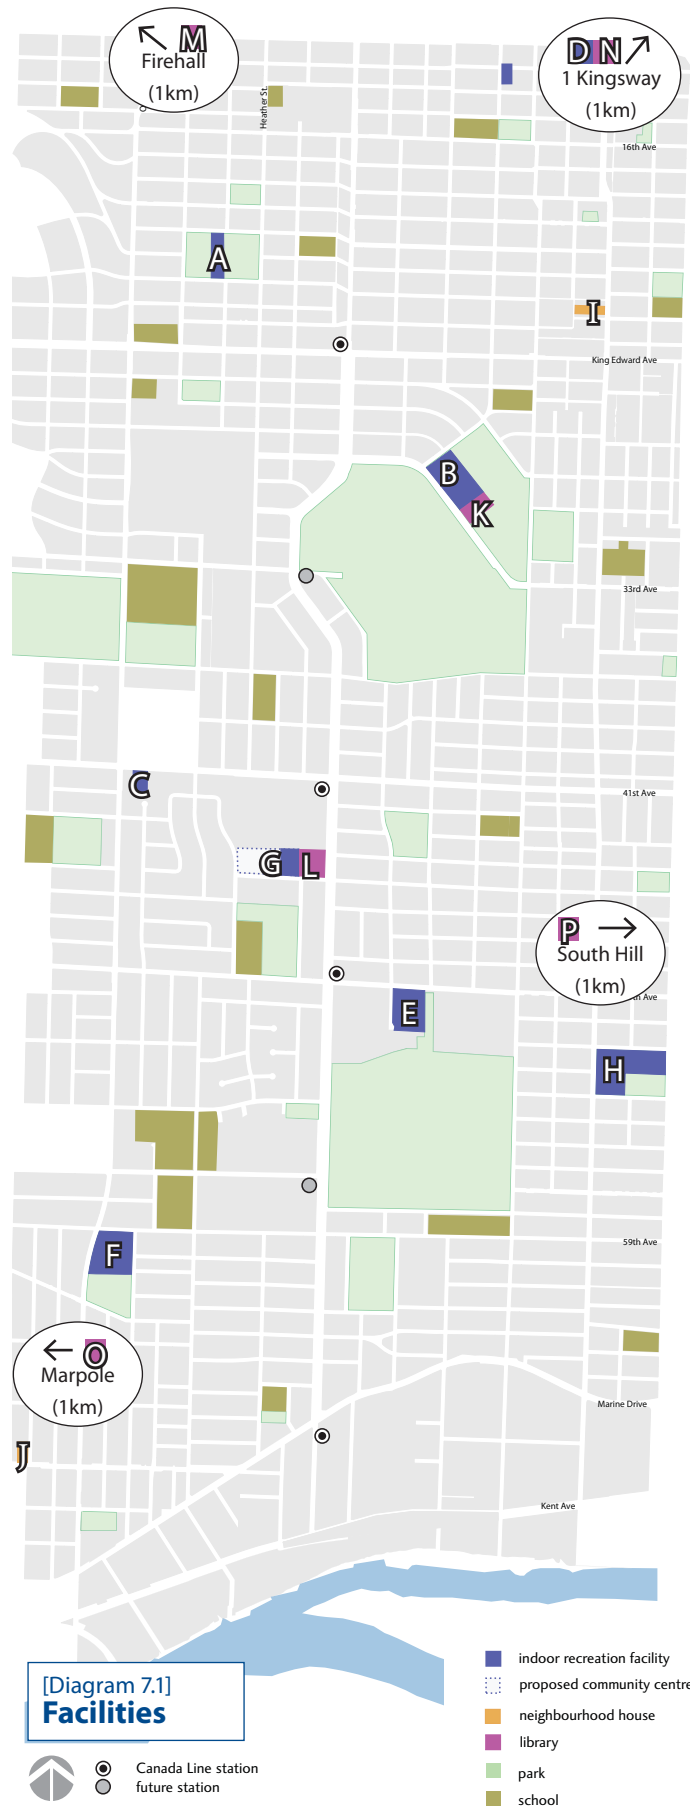 M
Firehall
(1km)
D N
1 Kingsway
(1km)
Heather St.
16th Ave
A
I
King Edward Ave
B
K
33rd Ave
C
41st Ave
G L
P
South Hill
(1km)
th Ave
E
H
F
59th Ave
O
Marpole
(1km)
Marine Drive
J
Kent Ave
[Diagram 7.1]
Facilities
Canada Line station
future station
indoor recreation facility
proposed community centre
neighbourhood house
library
park
school